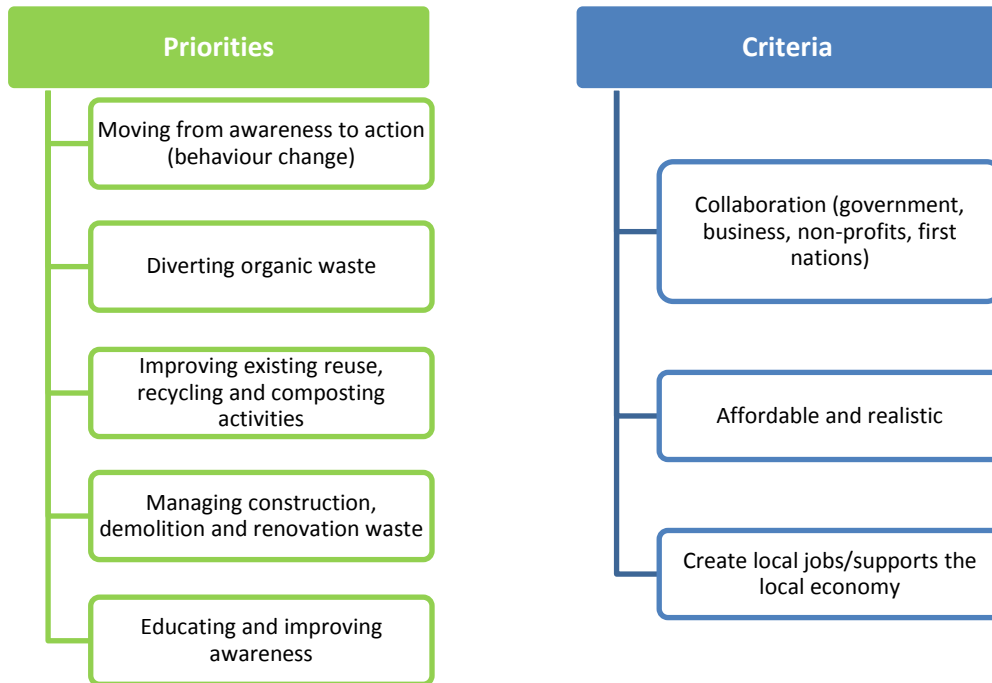 Priorities
Moving from awareness to action
(behaviour change)
Diverting organic waste
Improving existing reuse,
recycling and composting
activities
Managing construction,
demolition and renovation waste
Educating and improving
awareness
Criteria
Collaboration (government,
business, non-profits, first
nations)
Affordable and realistic
Create local jobs/supports the
local economy